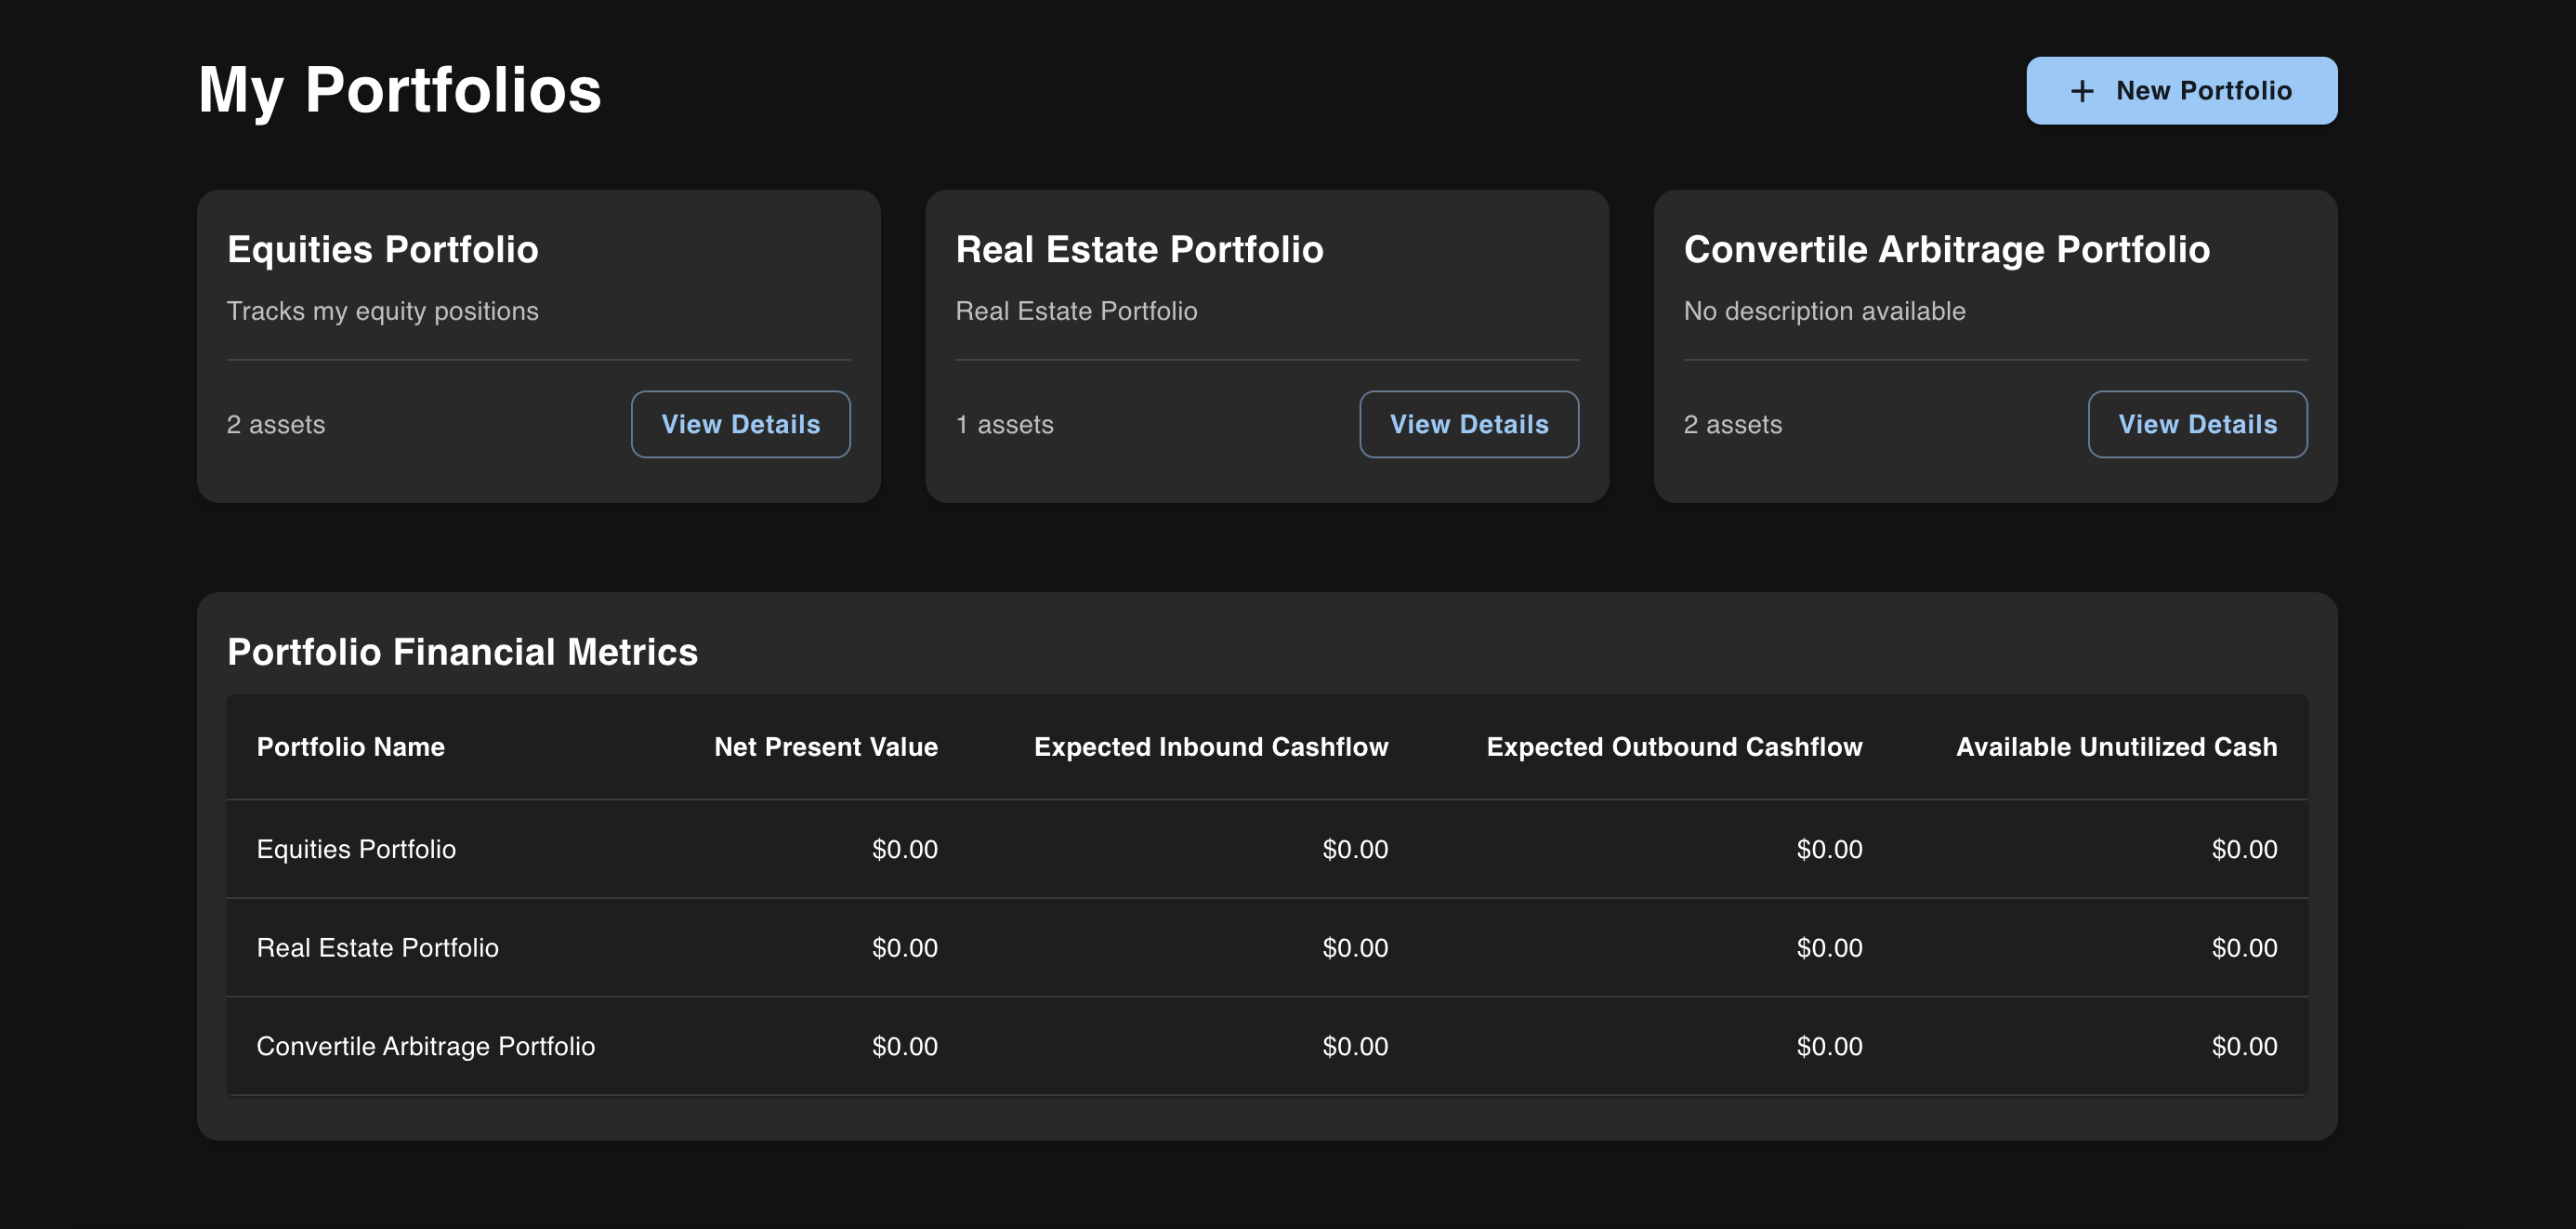 My Portfolios
+ New Portfolio
Equities Portfolio
Tracks my equity positions
2 assets
View Details
Real Estate Portfolio
Real Estate Portfolio
1 assets
View Details
Convertile Arbitrage Portfolio
No description available
2 assets
View Details
Portfolio Financial Metrics
Portfolio Name Net Present Value Expected Inbound Cashflow Expected Outbound Cashflow Available Unutilized Cash
Equities Portfolio $0.00 $0.00 $0.00 $0.00
Real Estate Portfolio $0.00 $0.00 $0.00 $0.00
Convertile Arbitrage Portfolio $0.00 $0.00 $0.00 $0.00